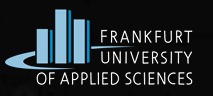 FRANKFURT
UNIVERSITY
OF APPLIED SCIENCES